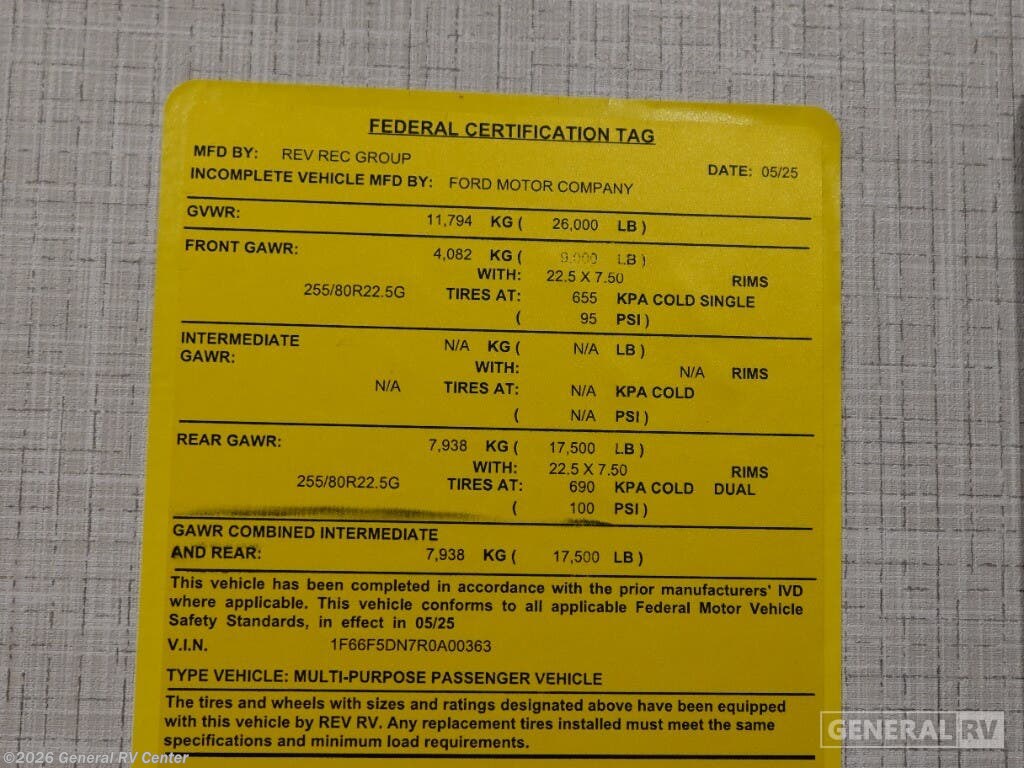 FEDERAL CERTIFICATION TAG
MFD BY: REV REC GROUP DATE: 05/25
INCOMPLETE VEHICLE MFD BY: FORD MOTOR COMPANY
GVWR: 11,794 KG ( 26,000 LB )
FRONT GAWR: 4,082 KG ( 9,000 LB )
WITH: 22.5 X 7.50 RIMS
255/80R22.5G TIRES AT: 655 KPA COLD SINGLE
( 95 PSI )
INTERMEDIATE N/A KG ( N/A LB )
GAWR: WITH: N/A RIMS
N/A TIRES AT: N/A KPA COLD
( N/A PSI )
REAR GAWR: 7,938 KG ( 17,500 LB )
WITH: 22.5 X 7.50 RIMS
255/80R22.5G TIRES AT: 690 KPA COLD DUAL
( 100 PSI )
GAWR COMBINED INTERMEDIATE
AND REAR: 7,938 KG ( 17,500 LB )
This vehicle has been completed in accordance with the prior manufacturers' IVD
where applicable. This vehicle conforms to all applicable Federal Motor Vehicle
Safety Standards, in effect in 05/25
V.I.N. 1F66F5DN7R0A00363
TYPE VEHICLE: MULTI-PURPOSE PASSENGER VEHICLE
The tires and wheels with sizes and ratings designated above have been equipped
with this vehicle by REV RV. Any replacement tires installed must meet the same
specifications and minimum load requirements.
GENERAL RV
©2026 General RV Center